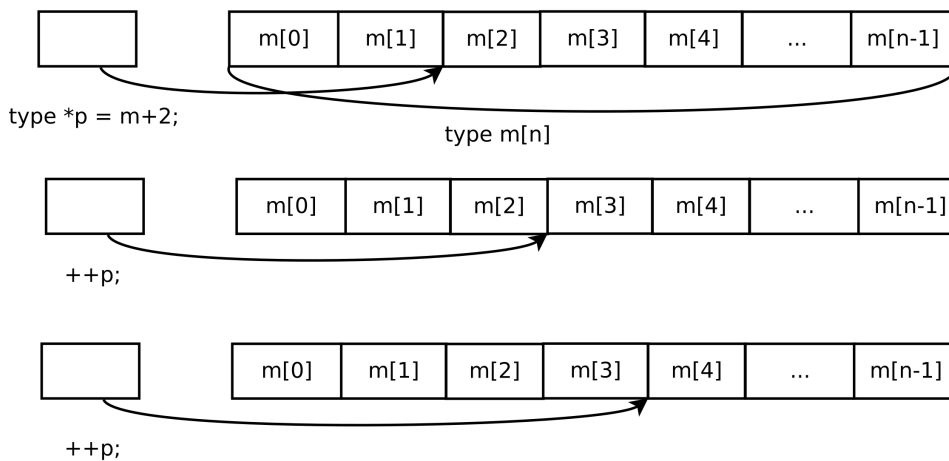 m[0] m[1] m[2] m[3] m[4] ... m[n-1]
type *p = m+2;
type m[n]
m[0] m[1] m[2] m[3] m[4] ... m[n-1]
++p;
m[0] m[1] m[2] m[3] m[4] ... m[n-1]
++p;